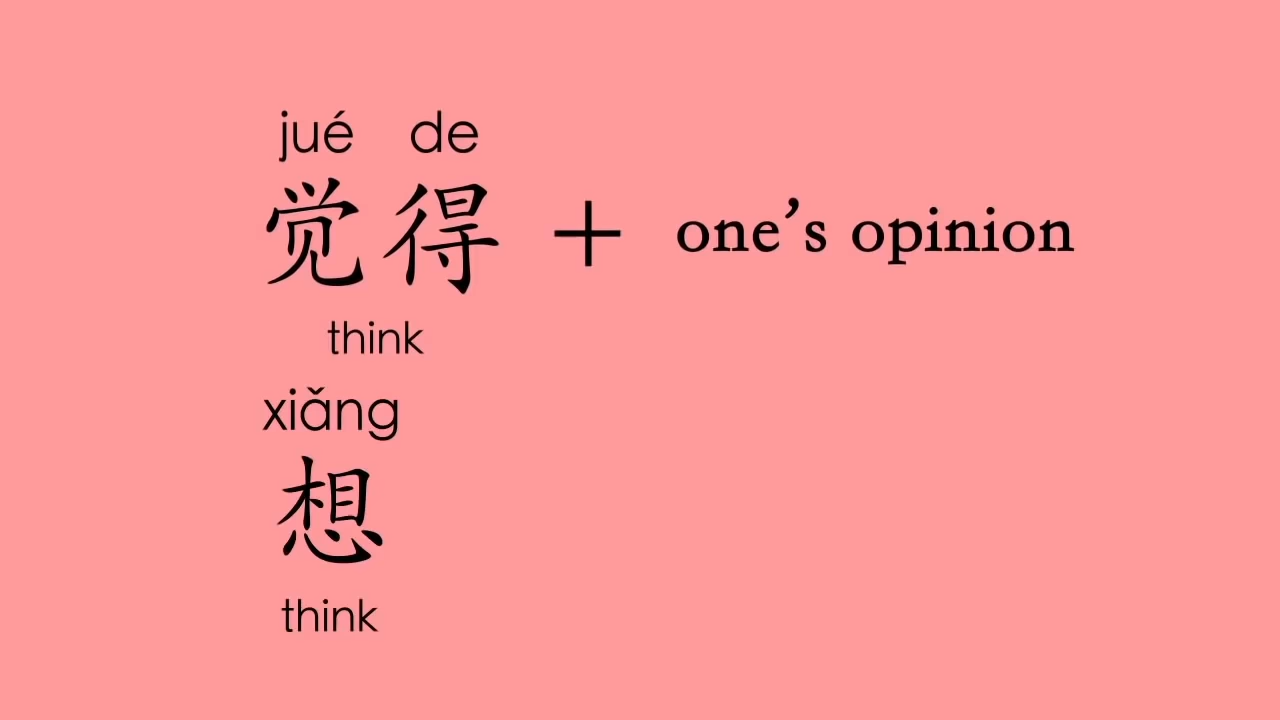 jué de
觉得 + one’s opinion
think
xiǎng
想
think